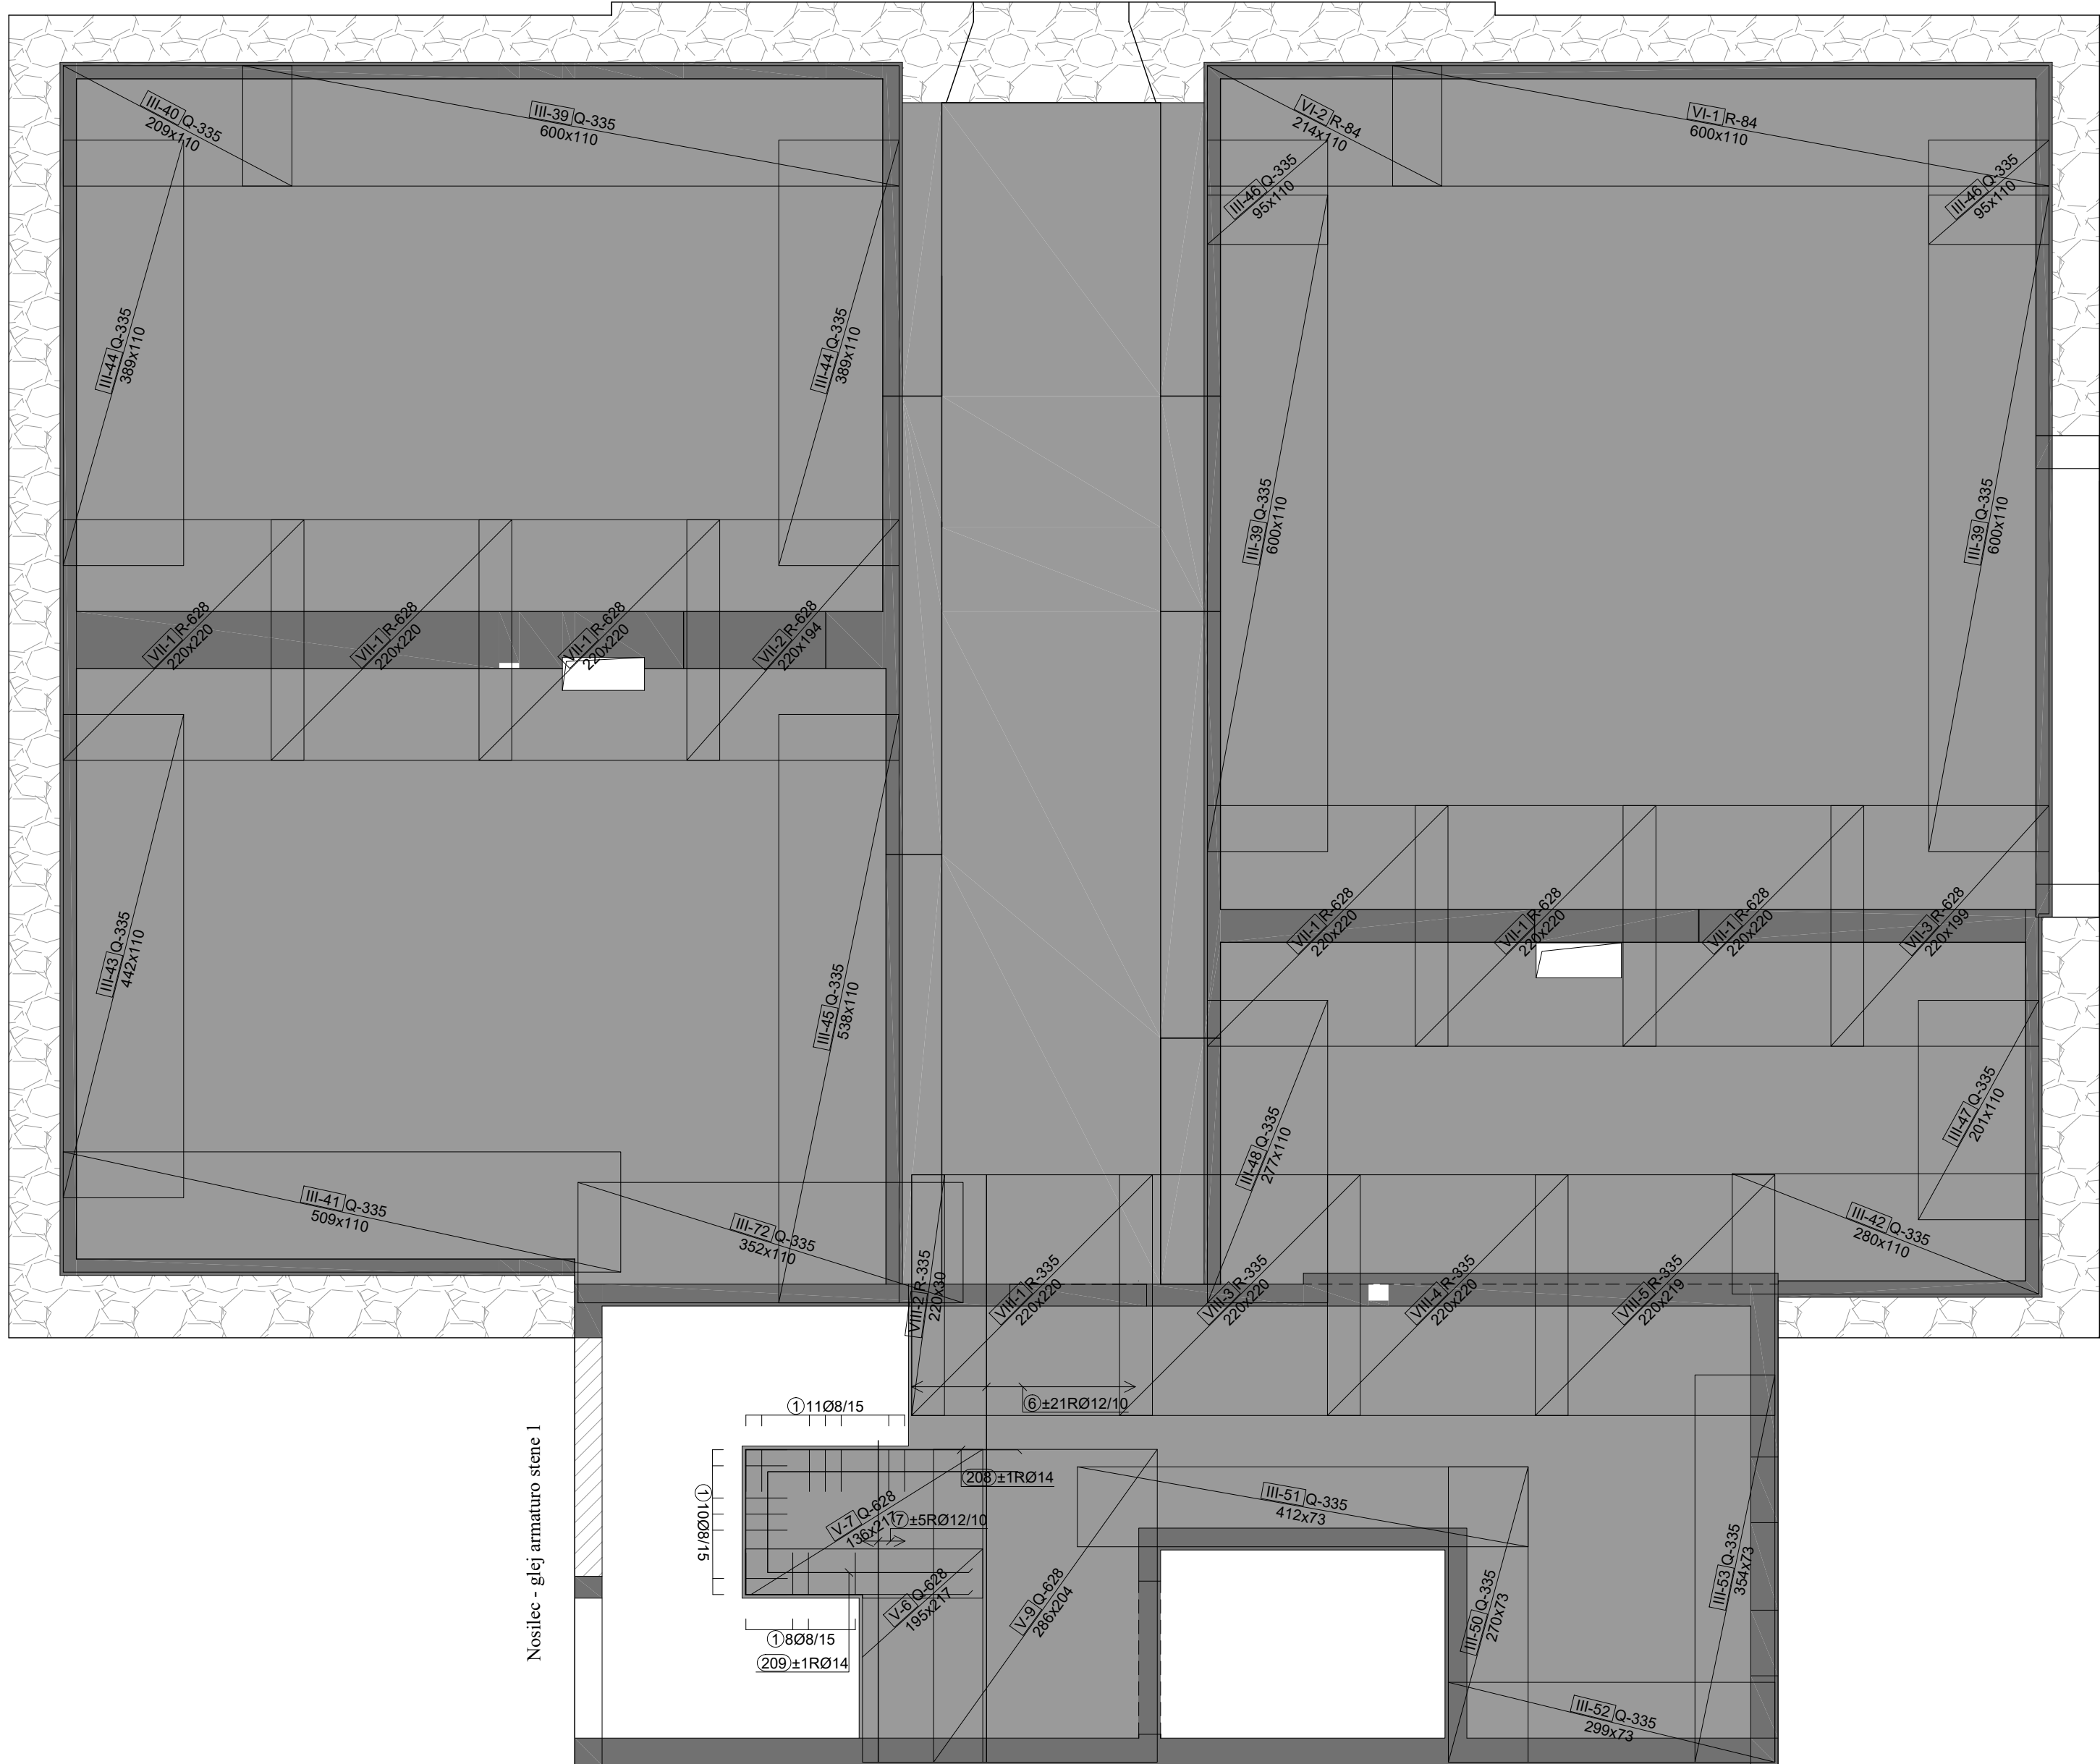 III-40 Q-335
209x110
III-39 Q-335
600x110
VI-2 R-84
214x110
VI-1 R-84
600x110
III-46 Q-335
95x110
III-46 Q-335
95x110
III-44 Q-335
389x110
III-44 Q-335
389x110
III-39 Q-335
600x110
III-39 Q-335
600x110
VII-1 R-628
220x220
VII-1 R-628
220x220
VII-1 R-628
220x220
VII-2 R-628
220x194
VII-1 R-628
220x220
VII-1 R-628
220x220
VII-1 R-628
220x220
VII-3 R-628
220x199
III-43 Q-335
442x110
III-45 Q-335
538x110
III-48 Q-335
277x110
III-47 Q-335
201x110
III-41 Q-335
509x110
III-72 Q-335
352x110
III-42 Q-335
280x110
VIII-2 R-335
220x30
VIII-1 R-335
220x220
VIII-3 R-335
220x220
VIII-4 R-335
220x220
VIII-5 R-335
220x219
①11Ø8/15
⑥±21RØ12/10
208 ±1RØ14
①10Ø8/15
V-7 Q-628
136x217
⑦±5RØ12/10
III-51 Q-335
412x73
Nosilec - glej armaturo stene 1
V-6 Q-628
195x217
V-9 Q-628
286x204
III-50 Q-335
270x73
III-53 Q-335
354x73
①8Ø8/15
209 ±1RØ14
III-52 Q-335
299x73